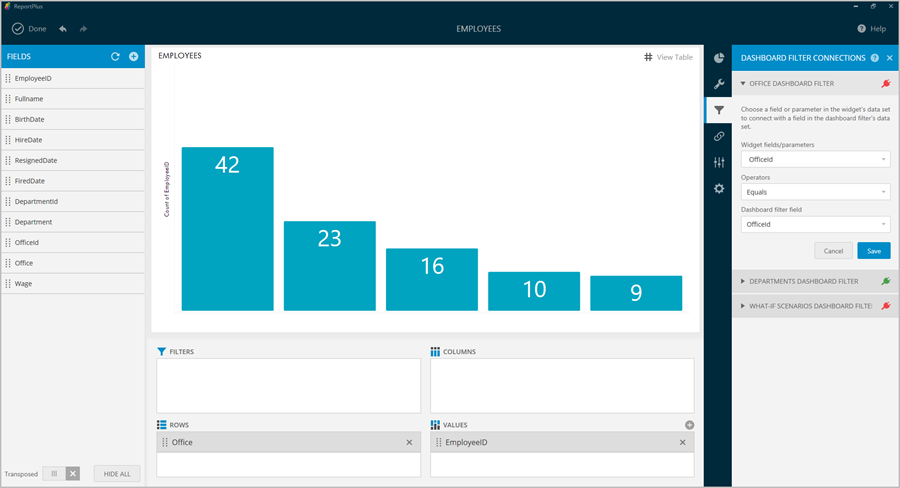 ReportPlus
Done
EMPLOYEES
Help
FIELDS
EmployeeID
Fullname
BirthDate
HireDate
ResignedDate
FiredDate
DepartmentId
Department
OfficeId
Office
Wage
Transposed
HIDE ALL
EMPLOYEES
View Table
Count of EmployeeID
42
23
16
10
9
FILTERS
COLUMNS
ROWS
Office
VALUES
EmployeeID
DASHBOARD FILTER CONNECTIONS
OFFICE DASHBOARD FILTER
Choose a field or parameter in the widget's data set
to connect with a field in the dashboard filter's data
set.
Widget fields/parameters
OfficeId
Operators
Equals
Dashboard filter field
OfficeId
Cancel
Save
DEPARTMENTS DASHBOARD FILTER
WHAT-IF SCENARIOS DASHBOARD FILTE